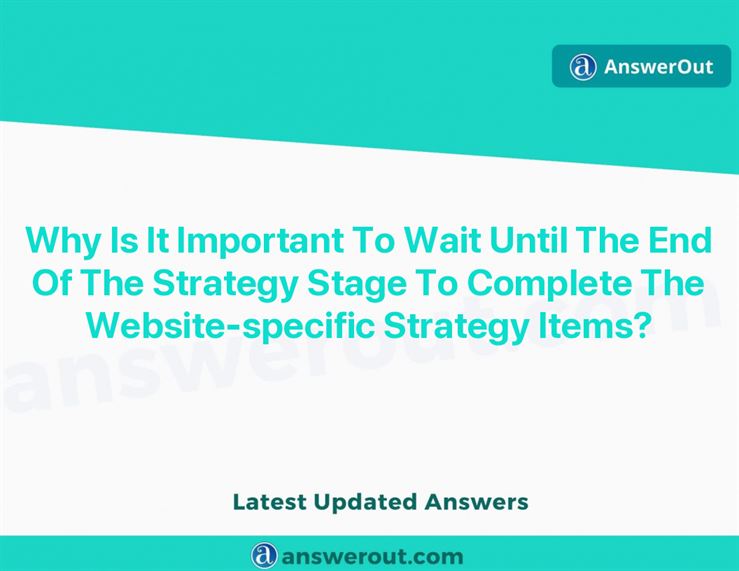 AnswerOut
Why Is It Important To Wait Until The End
Of The Strategy Stage To Complete The
Website-specific Strategy Items?
answerout.com
Latest Updated Answers
answerout.com